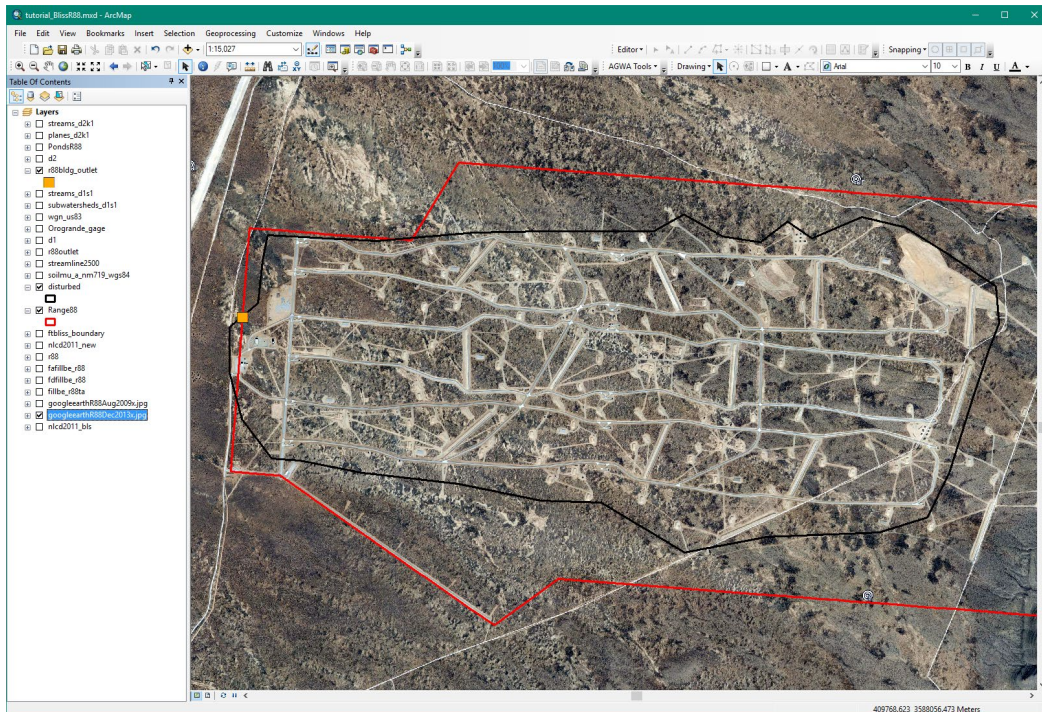 tutorial_BlissR88.mxd - ArcMap
File Edit View Bookmarks Insert Selection Geoprocessing Customize Windows Help
1:15,027 Editor Snapping
AGWA Tools Drawing Arial 10 B I U A
Table Of Contents
Layers
streams_d2k1
planes_d2k1
PondsR88
d2
r88bldg_outlet
streams_d1s1
subwatersheds_d1s1
wgn_us83
Orogrande_gage
d1
r88outlet
streamline2500
soilmu_a_nm719_wgs84
disturbed
Range88
ftbliss_boundary
nlcd2011_new
r88
fafillbe_r88
fdfillbe_r88
fillbe_r88ta
googleearthR88Aug2009x.jpg
googleearthR88Dec2013x.jpg
nlcd2011_bls
409768.623 3588056.473 Meters